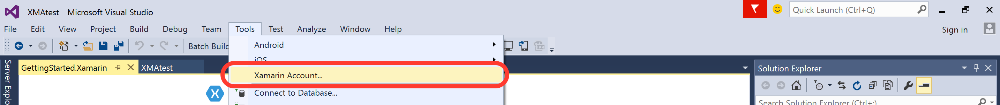 XMAtest - Microsoft Visual Studio
Quick Launch (Ctrl+Q)
File Edit View Project Build Debug Team Tools Test Analyze Window Help
Sign in
Batch Build
Android
iOS
Xamarin Account...
Connect to Database...
IPA
Server Explo
GettingStarted.Xamarin
XMAtest
Solution Explorer
Search Solution Explorer (Ctrl+;)